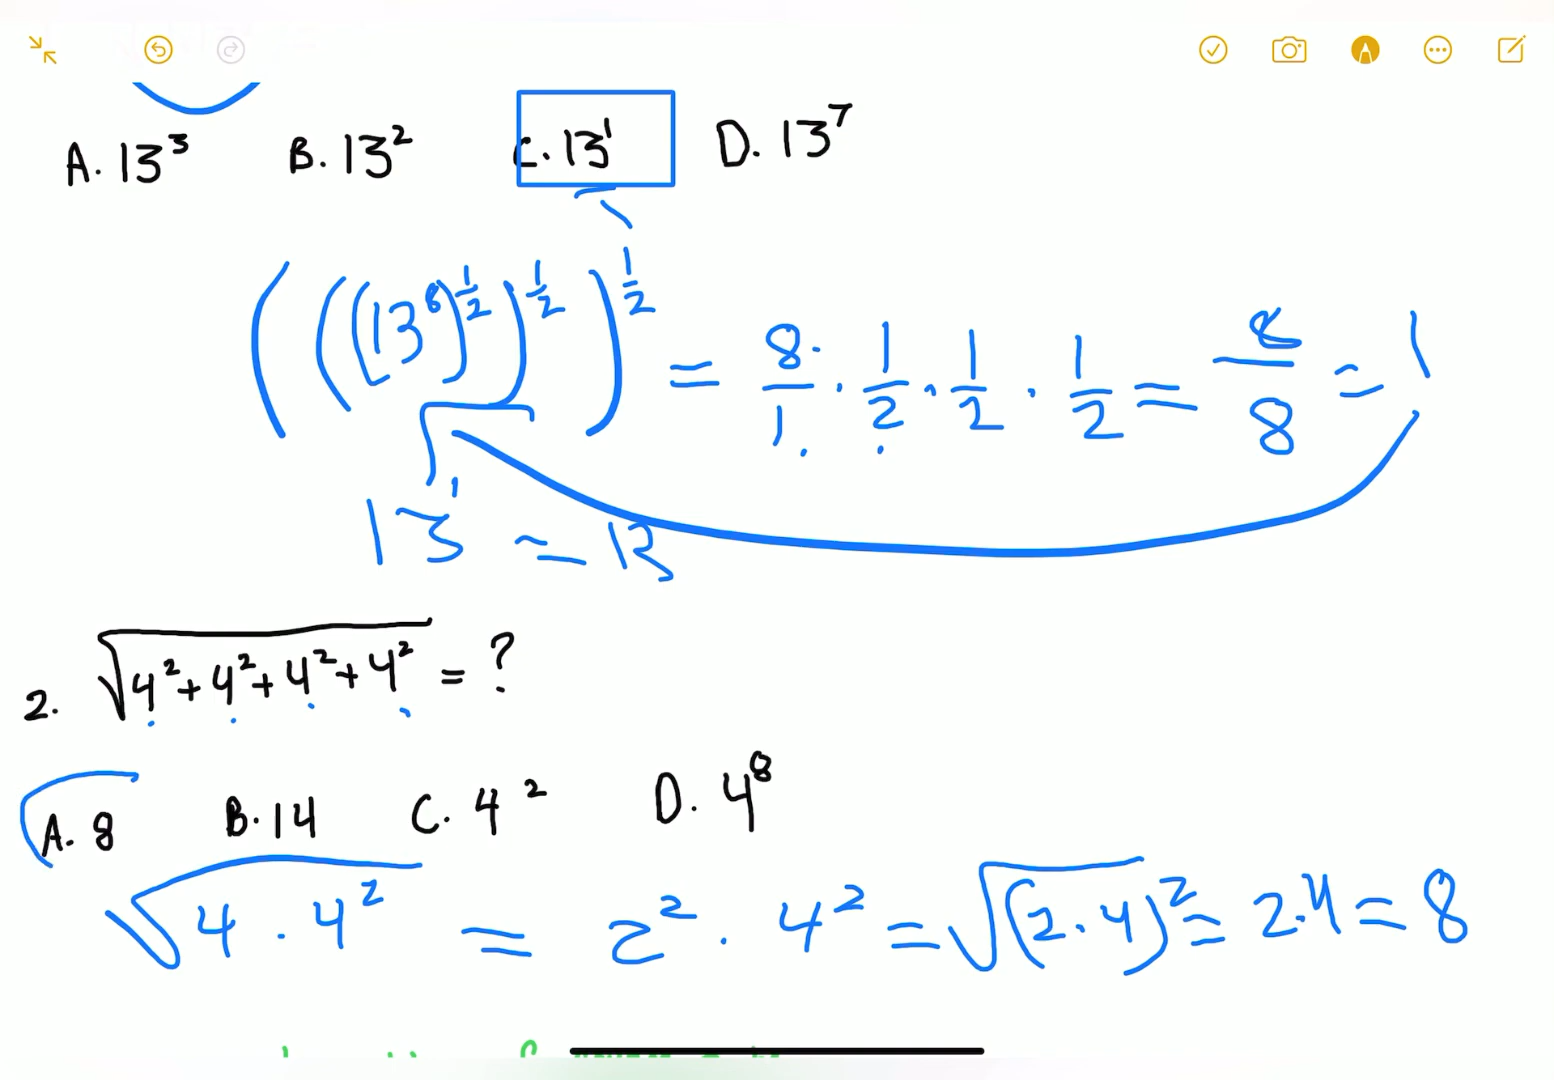 A. 13³ B. 13² C. 13¹ D. 13⁷
(((13⁸)^½)^½)^½ = 8/1 · 1/2 · 1/2 · 1/2 = 8/8 = 1
13¹ = 13
2. √(4²+4²+4²+4²) = ?
A. 8 B. 14 C. 4² D. 4⁸
√(4 · 4²) = 2² · 4² = √((2·4)²) = 2·4 = 8